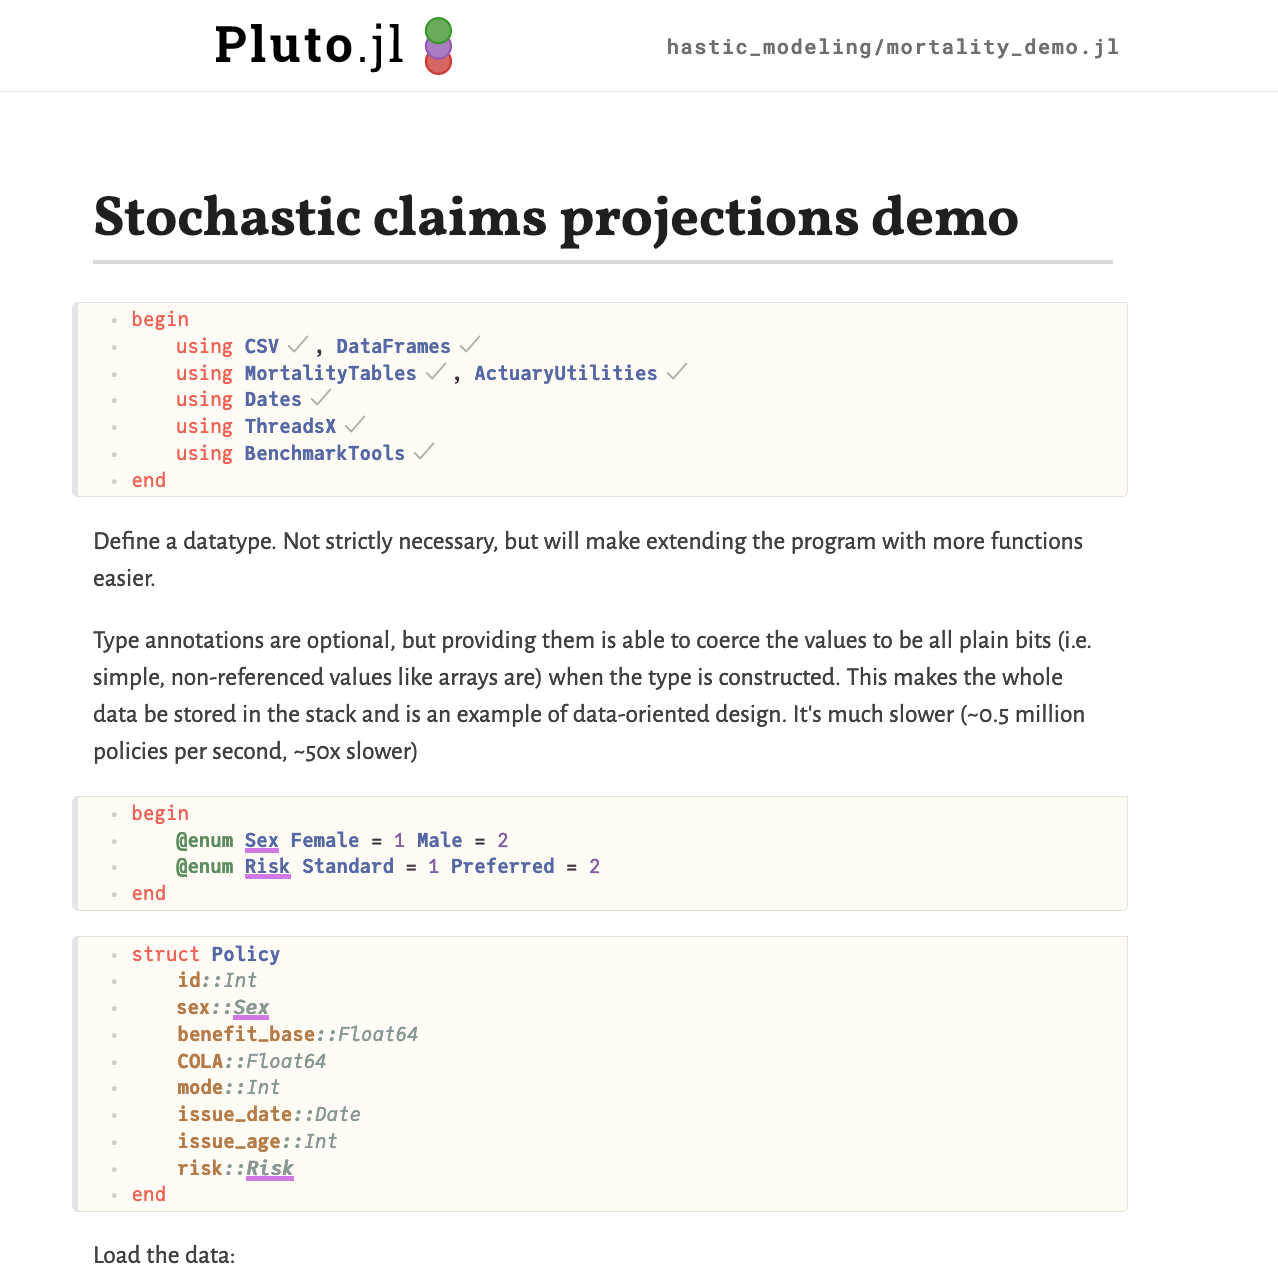 Pluto.jl
hastic_modeling/mortality_demo.jl
Stochastic claims projections demo
begin
using CSV ✓, DataFrames ✓
using MortalityTables ✓, ActuaryUtilities ✓
using Dates ✓
using ThreadsX ✓
using BenchmarkTools ✓
end
Define a datatype. Not strictly necessary, but will make extending the program with more functions
easier.
Type annotations are optional, but providing them is able to coerce the values to be all plain bits (i.e.
simple, non-referenced values like arrays are) when the type is constructed. This makes the whole
data be stored in the stack and is an example of data-oriented design. It's much slower (~0.5 million
policies per second, ~50x slower)
begin
@enum Sex Female = 1 Male = 2
@enum Risk Standard = 1 Preferred = 2
end
struct Policy
id::Int
sex::Sex
benefit_base::Float64
COLA::Float64
mode::Int
issue_date::Date
issue_age::Int
risk::Risk
end
Load the data: